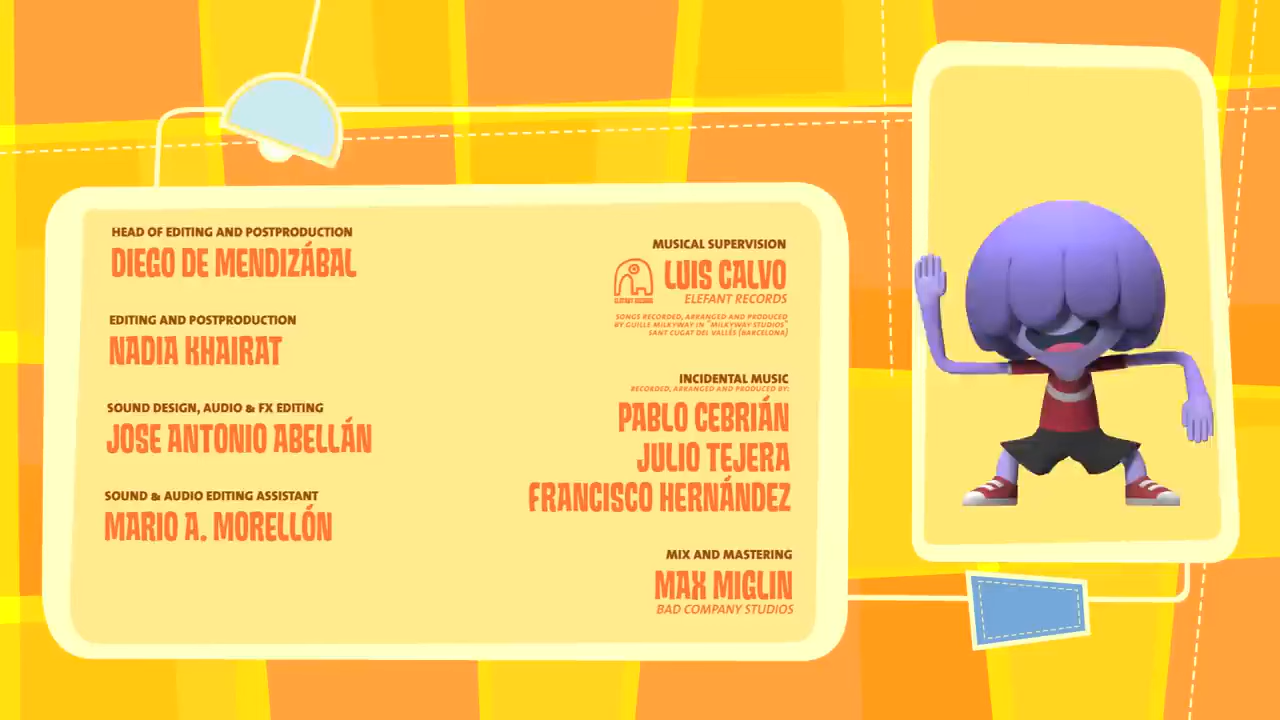 HEAD OF EDITING AND POSTPRODUCTION
DIEGO DE MENDIZÁBAL
EDITING AND POSTPRODUCTION
NADIA KHAIRAT
SOUND DESIGN, AUDIO & FX EDITING
JOSE ANTONIO ABELLÁN
SOUND & AUDIO EDITING ASSISTANT
MARIO A. MORELLÓN
MUSICAL SUPERVISION
LUIS CALVO
ELEFANT RECORDS
ELEFANT RECORDS
SONGS RECORDED, ARRANGED AND PRODUCED
BY GUILLE MILKYWAY IN "MILKYWAY STUDIOS"
SANT CUGAT DEL VALLÉS (BARCELONA)
INCIDENTAL MUSIC
RECORDED, ARRANGED AND PRODUCED BY:
PABLO CEBRIÁN
JULIO TEJERA
FRANCISCO HERNÁNDEZ
MIX AND MASTERING
MAX MIGLIN
BAD COMPANY STUDIOS